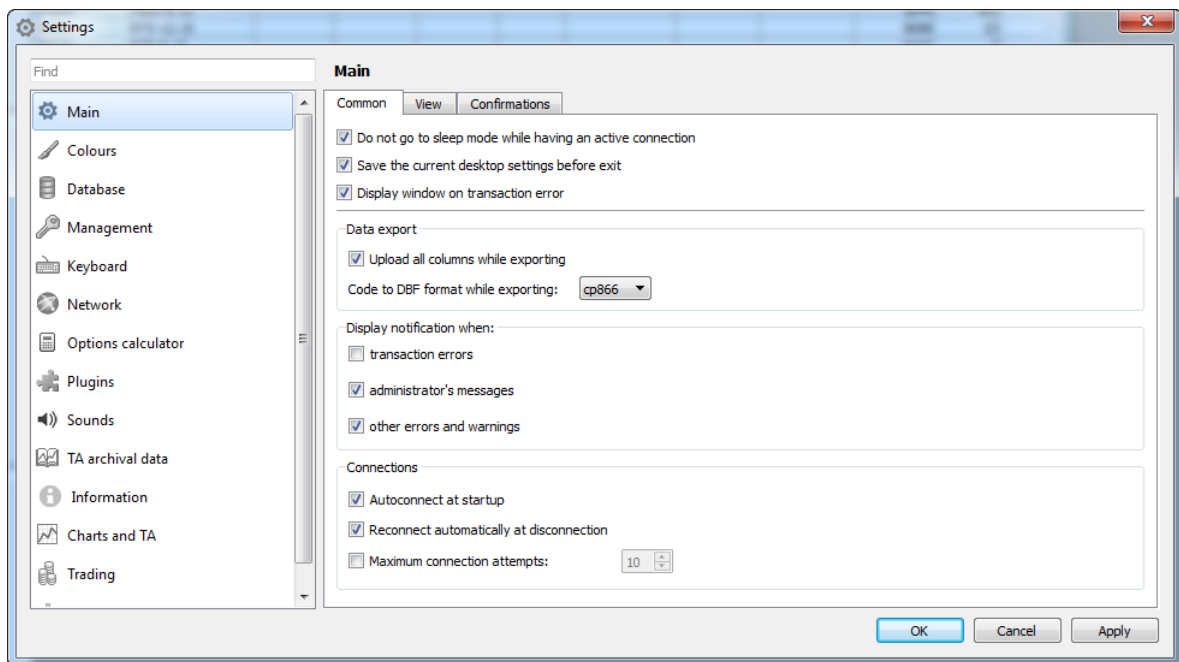 Settings
Find
Main
Colours
Database
Management
Keyboard
Network
Options calculator
Plugins
Sounds
TA archival data
Information
Charts and TA
Trading
Main
Common View Confirmations
Do not go to sleep mode while having an active connection
Save the current desktop settings before exit
Display window on transaction error
Data export
Upload all columns while exporting
Code to DBF format while exporting: cp866
Display notification when:
transaction errors
administrator's messages
other errors and warnings
Connections
Autoconnect at startup
Reconnect automatically at disconnection
Maximum connection attempts: 10
OK Cancel Apply